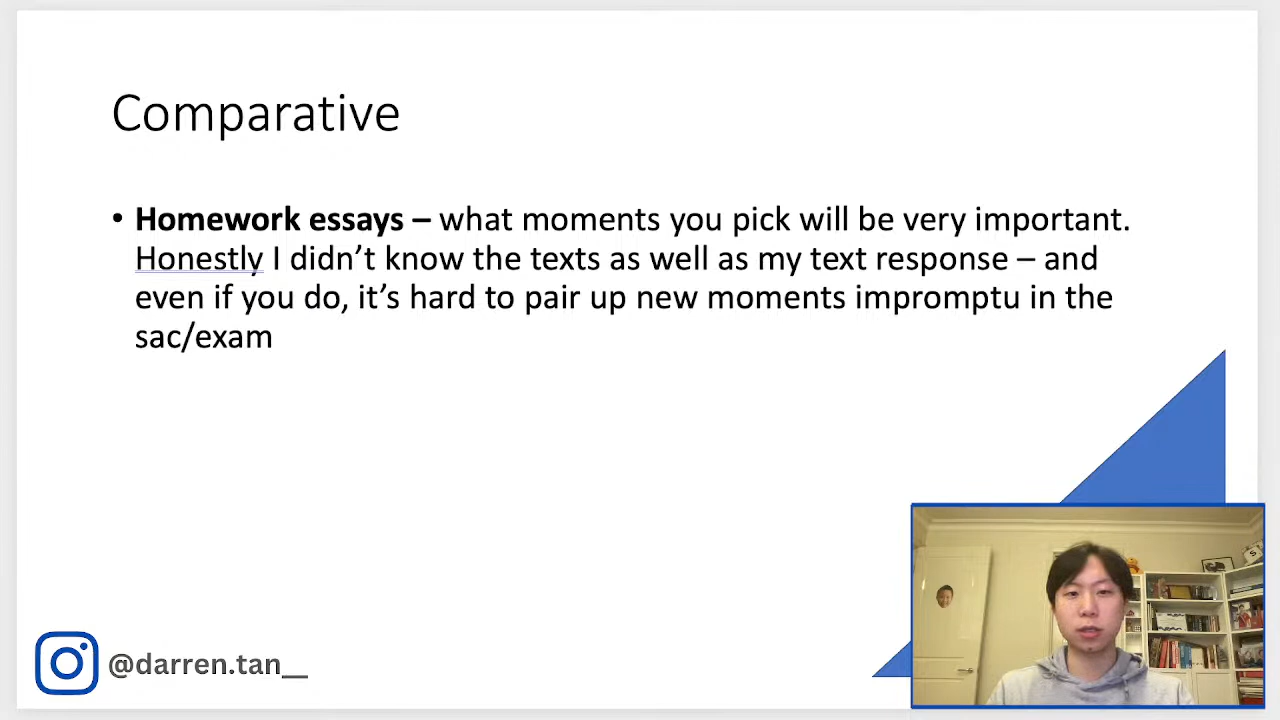 Comparative
• Homework essays – what moments you pick will be very important.
Honestly I didn’t know the texts as well as my text response – and
even if you do, it’s hard to pair up new moments impromptu in the
sac/exam
@darren.tan__